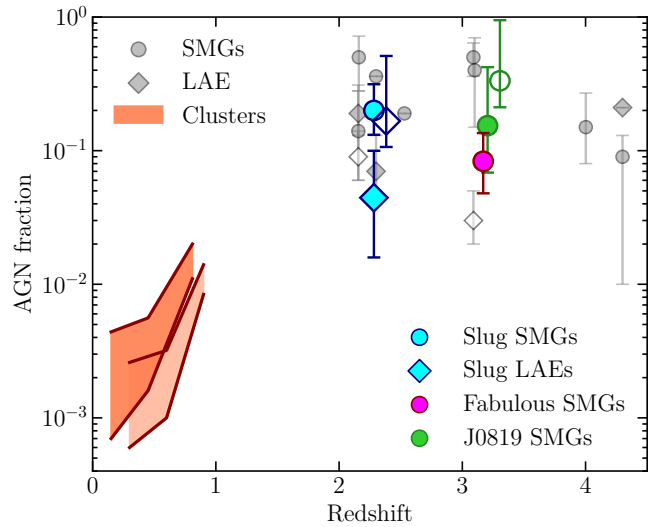 SMGs
LAE
Clusters
Slug SMGs
Slug LAEs
Fabulous SMGs
J0819 SMGs
AGN fraction
10^0
10^{-1}
10^{-2}
10^{-3}
0 1 2 3 4
Redshift